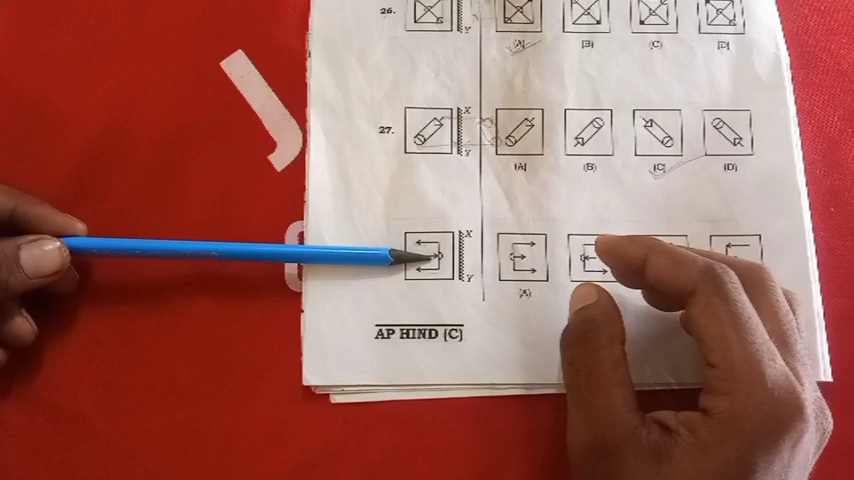 26.
Y
(A) (B) (C) (D)
27.
X
Y
(A) (B) (C) (D)
X
Y
(A)
AP HIND (C)